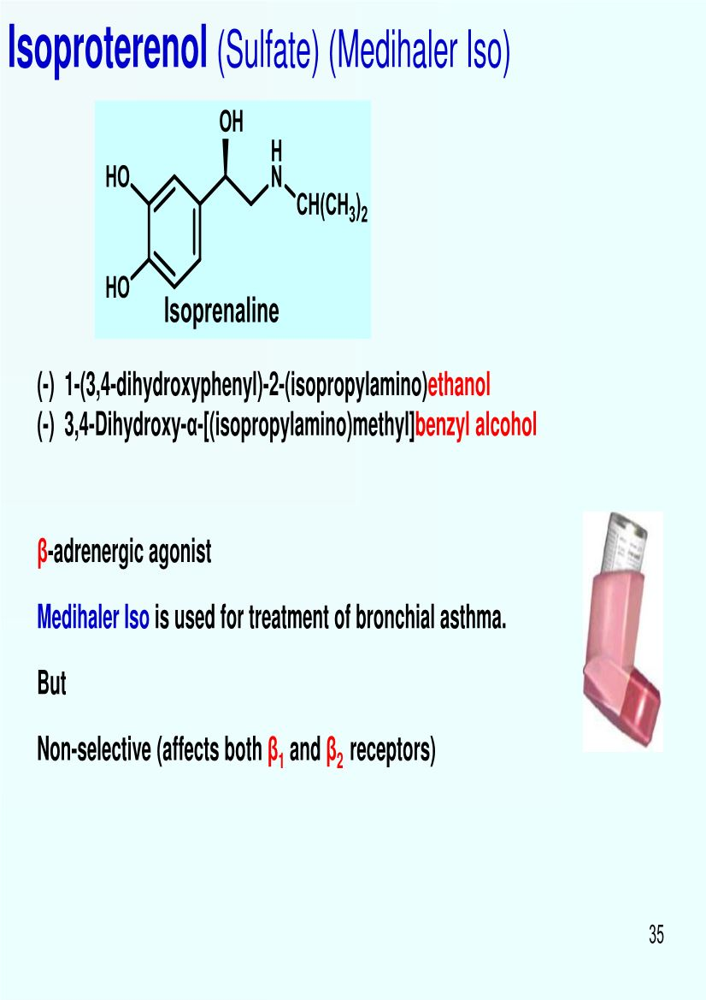 Isoproterenol (Sulfate) (Medihaler Iso)
OH
H
N
HO
CH(CH3)2
HO
Isoprenaline
(-) 1-(3,4-dihydroxyphenyl)-2-(isopropylamino)ethanol
(-) 3,4-Dihydroxy-α-[(isopropylamino)methyl]benzyl alcohol
β-adrenergic agonist
Medihaler Iso is used for treatment of bronchial asthma.
But
Non-selective (affects both β1 and β2 receptors)
35